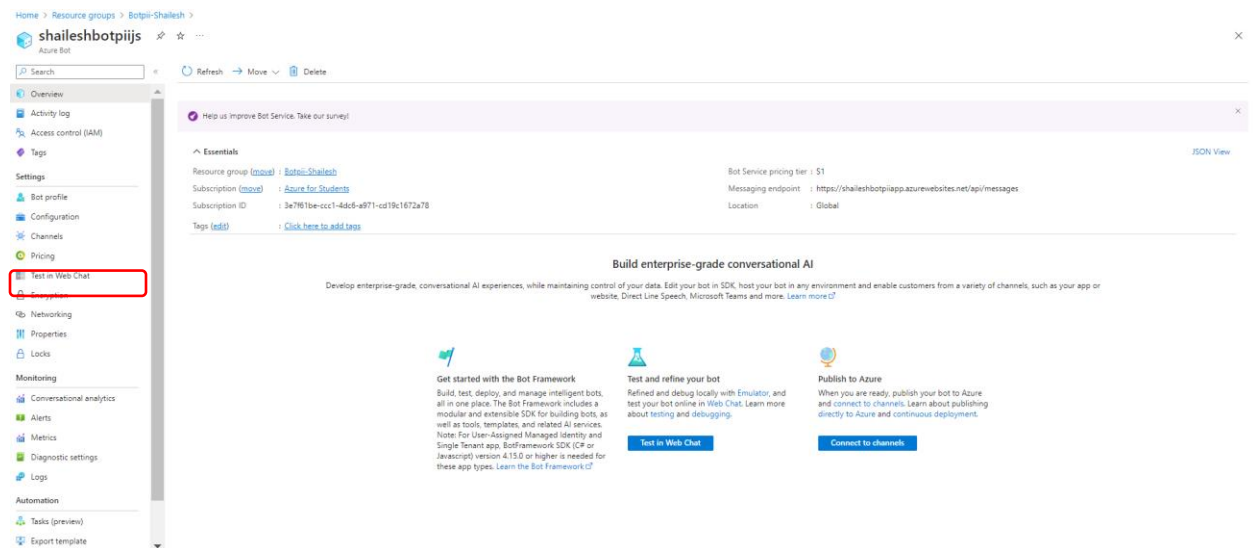 Home > Resource groups > Botpii-Shailesh >
shaileshbotpiijs
Azure Bot
Search
Refresh
Move
Delete
Overview
Activity log
Access control (IAM)
Tags
Settings
Bot profile
Configuration
Channels
Pricing
Test in Web Chat
Encryption
Networking
Properties
Locks
Monitoring
Conversational analytics
Alerts
Metrics
Diagnostic settings
Logs
Automation
Tasks (preview)
Export template
Help us improve Bot Service. Take our survey!
Essentials
JSON View
Resource group (move) : Botpii-Shailesh
Subscription (move) : Azure for Students
Subscription ID : 3e7f61be-ccc1-4dc6-a971-cd19c1672a78
Tags (edit) : Click here to add tags
Bot Service pricing tier : S1
Messaging endpoint : https://shaileshbotpiiapp.azurewebsites.net/api/messages
Location : Global
Build enterprise-grade conversational AI
Develop enterprise-grade, conversational AI experiences, while maintaining control of your data. Edit your bot in SDK, host your bot in any environment and enable customers from a variety of channels, such as your app or
website, Direct Line Speech, Microsoft Teams and more. Learn more
Get started with the Bot Framework
Build, test, deploy, and manage intelligent bots,
all in one place. The Bot Framework includes a
modular and extensible SDK for building bots, as
well as tools, templates, and related AI services.
Note: For User-Assigned Managed Identity and
Single Tenant app, BotFramework SDK (C# or
Javascript) version 4.15.0 or higher is needed for
these app types. Learn the Bot Framework
Test and refine your bot
Refined and debug locally with Emulator, and
test your bot online in Web Chat. Learn more
about testing and debugging.
Test in Web Chat
Publish to Azure
When you are ready, publish your bot to Azure
and connect to channels. Learn about publishing
directly to Azure and continuous deployment.
Connect to channels